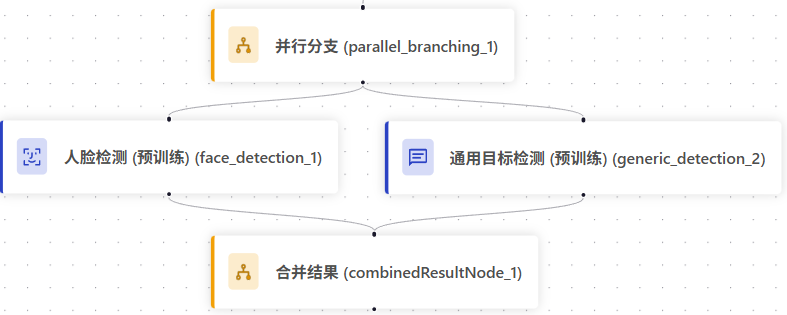 并行分支 (parallel_branching_1)
人脸检测 (预训练) (face_detection_1)
通用目标检测 (预训练) (generic_detection_2)
合并结果 (combinedResultNode_1)